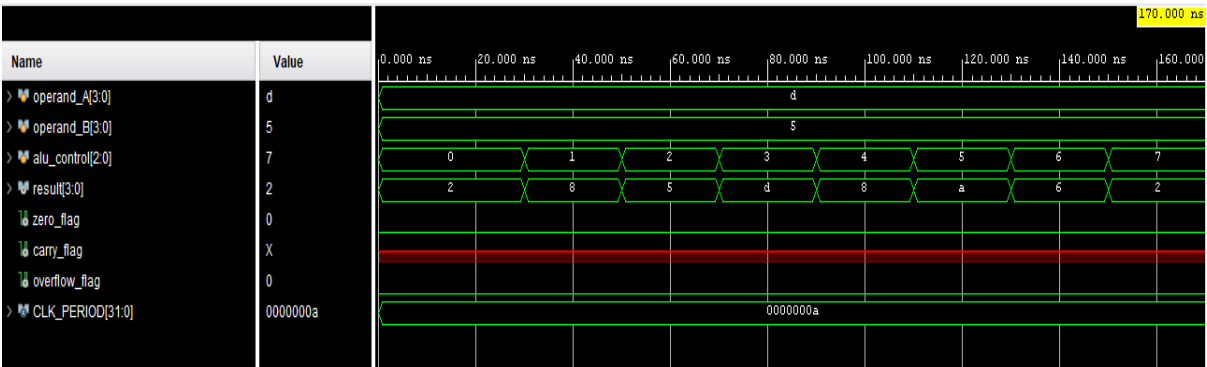 170.000 ns
Name Value 0.000 ns 20.000 ns 40.000 ns 60.000 ns 80.000 ns 100.000 ns 120.000 ns 140.000 ns 160.000
operand_A[3:0] d d
operand_B[3:0] 5 5
alu_control[2:0] 7 0 1 2 3 4 5 6 7
result[3:0] 2 2 8 5 d 8 a 6 2
zero_flag 0
carry_flag X
overflow_flag 0
CLK_PERIOD[31:0] 0000000a 0000000a